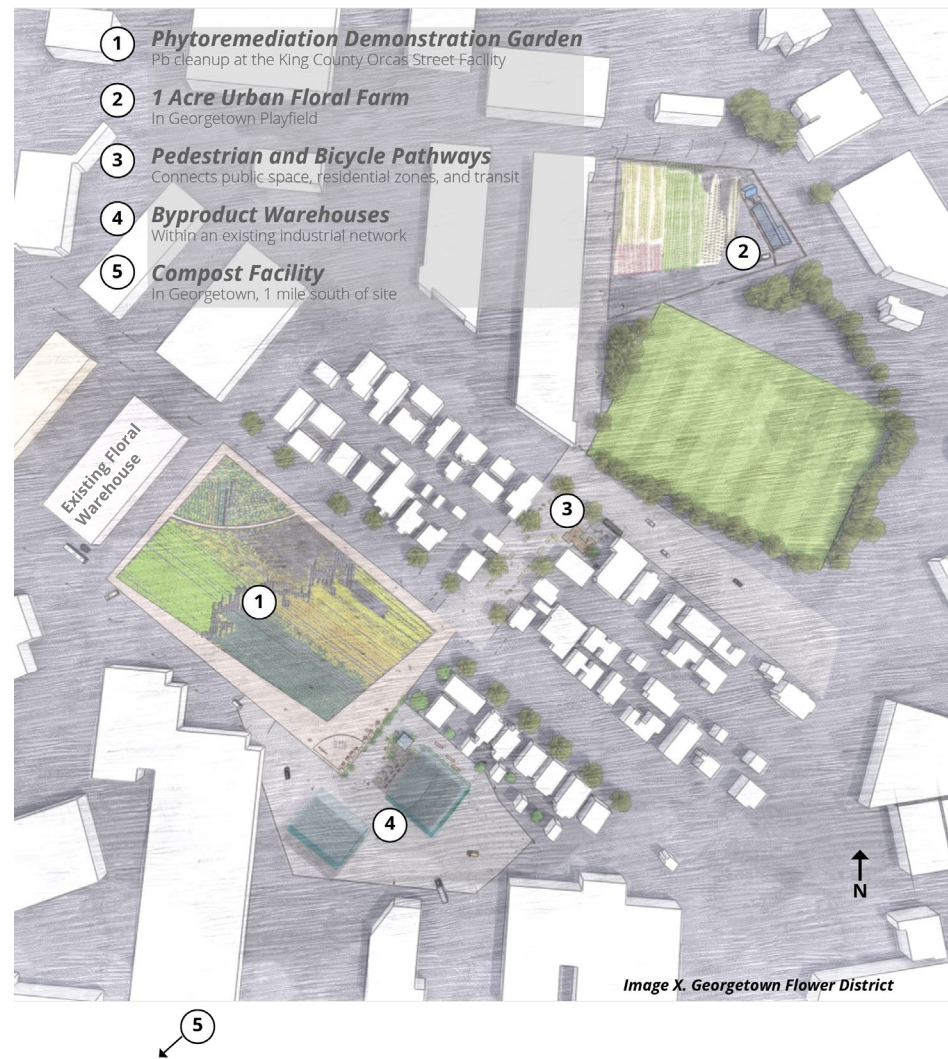 1 Phytoremediation Demonstration Garden
Pb cleanup at the King County Orcas Street Facility
2 1 Acre Urban Floral Farm
In Georgetown Playfield
3 Pedestrian and Bicycle Pathways
Connects public space, residential zones, and transit
4 Byproduct Warehouses
Within an existing industrial network
5 Compost Facility
In Georgetown, 1 mile south of site
2
Existing Floral
Warehouse
3
1
4
N
Image X. Georgetown Flower District
5